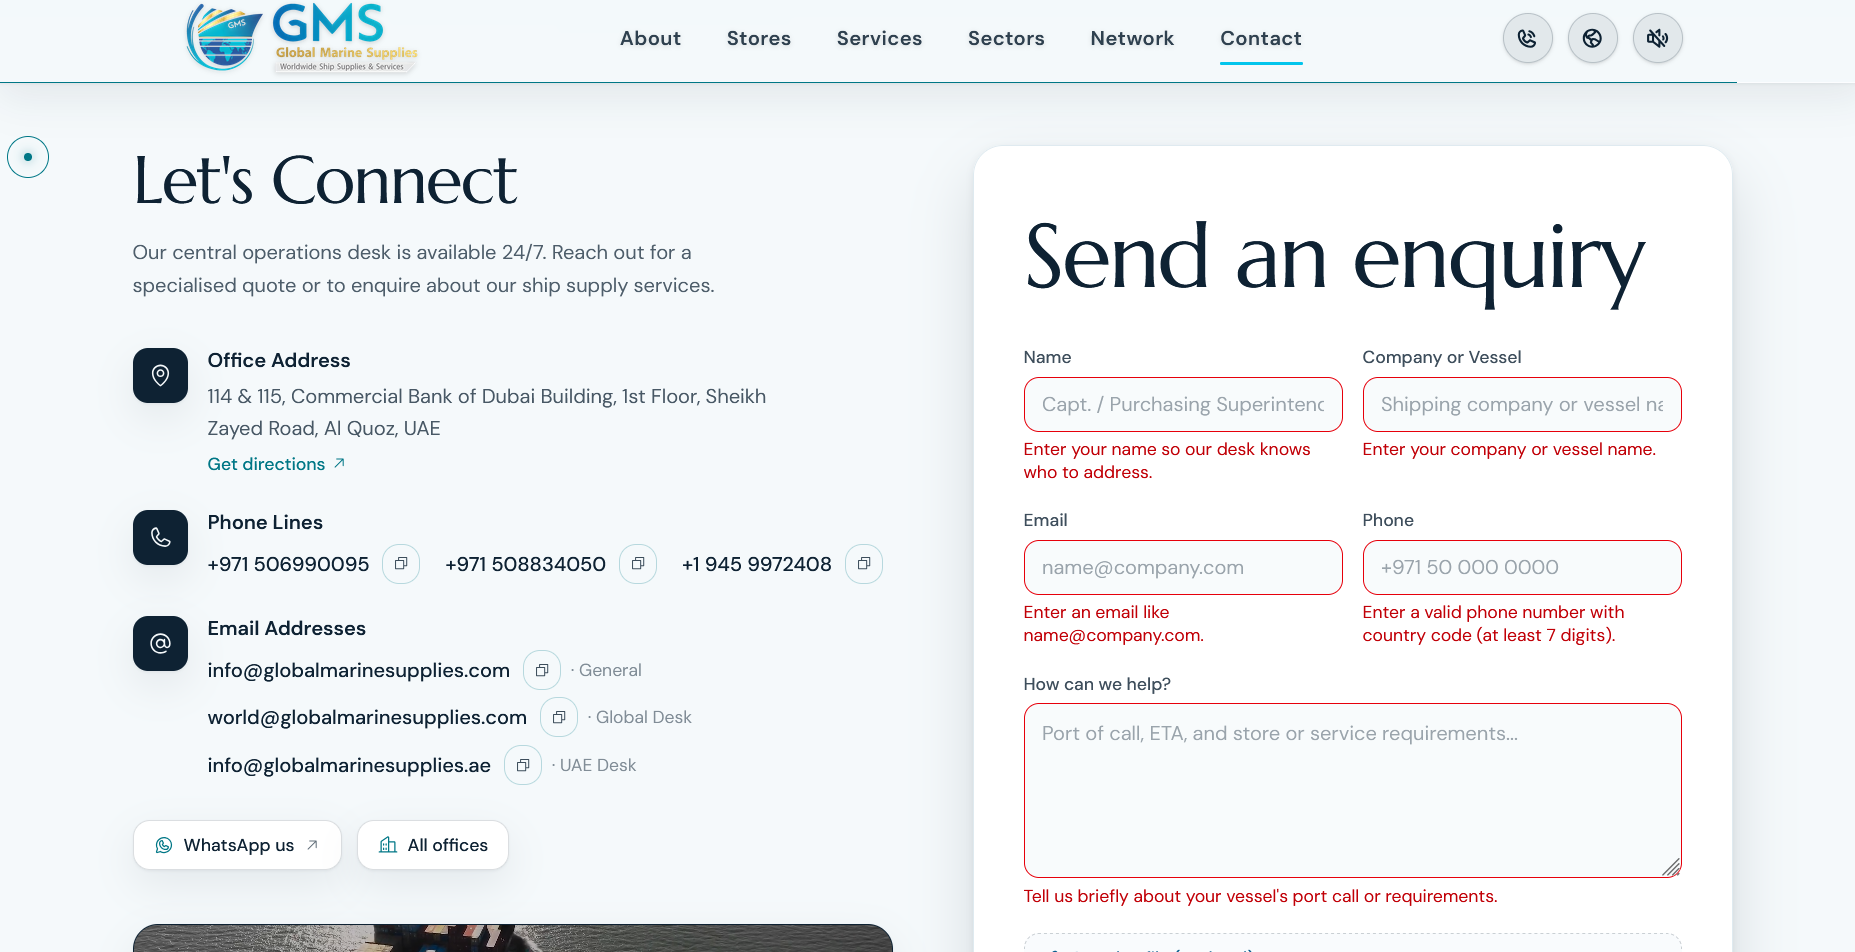 GMS
GMS
Global Marine Supplies
Worldwide Ship Supplies & Services
About
Stores
Services
Sectors
Network
Contact
Let's Connect
Our central operations desk is available 24/7. Reach out for a
specialised quote or to enquire about our ship supply services.
Office Address
114 & 115, Commercial Bank of Dubai Building, 1st Floor, Sheikh
Zayed Road, Al Quoz, UAE
Get directions
Phone Lines
+971 506990095
+971 508834050
+1 945 9972408
Email Addresses
info@globalmarinesupplies.com · General
world@globalmarinesupplies.com · Global Desk
info@globalmarinesupplies.ae · UAE Desk
WhatsApp us
All offices
Send an enquiry
Name
Capt. / Purchasing
Enter your name so our desk knows
who to address.
Company or Vessel
Shipping company or vessel
Enter your company or vessel name.
Email
name@company.com
Enter an email like
name@company.com.
Phone
+971 50 000 0000
Enter a valid phone number with
country code (at least 7 digits).
How can we help?
Port of call, ETA, and store or service requirements...
Tell us briefly about your vessel's port call or requirements.